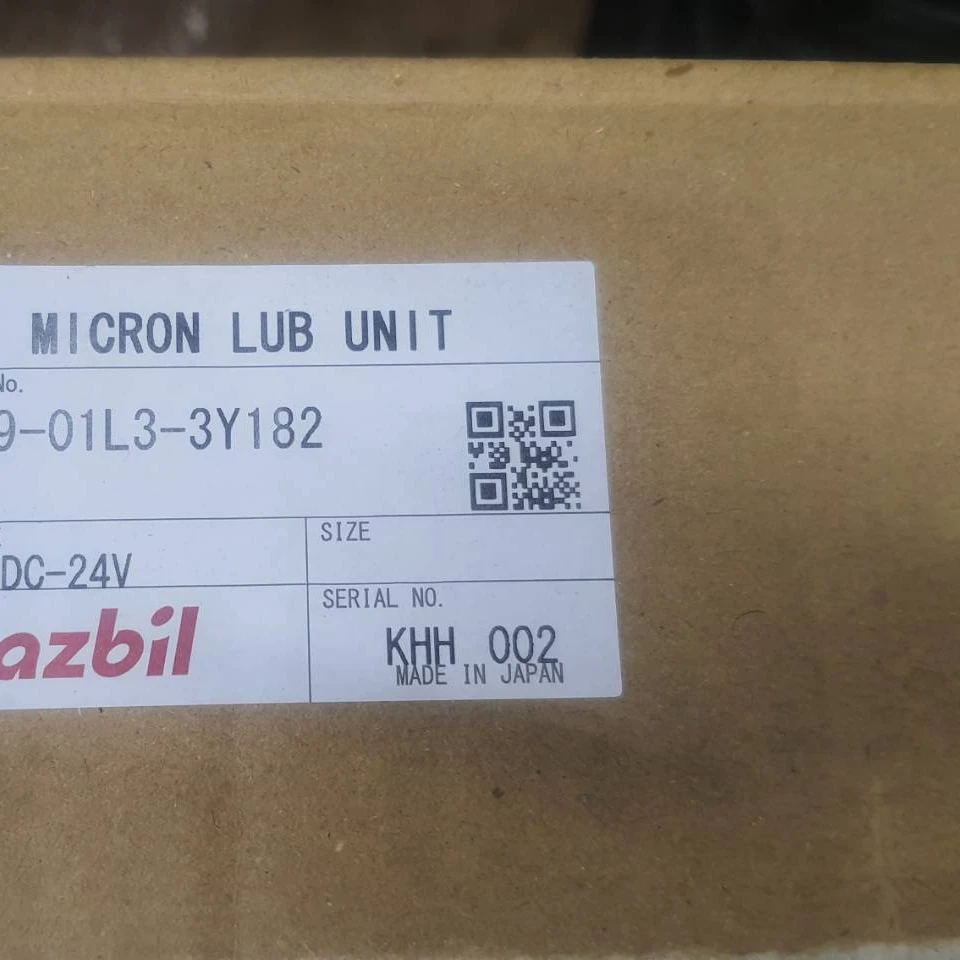 MICRON LUB UNIT
No.
9-01L3-3Y182
DC-24V
SIZE
azbil
SERIAL NO.
KHH 002
MADE IN JAPAN